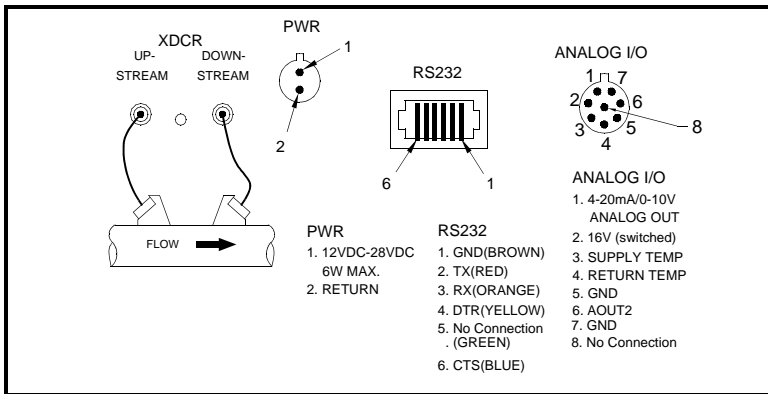 XDCR
UP-
STREAM
DOWN-
STREAM
FLOW
PWR
1
2
PWR
1. 12VDC-28VDC
6W MAX.
2. RETURN
RS232
6
1
RS232
1. GND(BROWN)
2. TX(RED)
3. RX(ORANGE)
4. DTR(YELLOW)
5. No Connection
. (GREEN)
6. CTS(BLUE)
ANALOG I/O
1
7
2
6
3
5
4
8
ANALOG I/O
1. 4-20mA/0-10V
ANALOG OUT
2. 16V (switched)
3. SUPPLY TEMP
4. RETURN TEMP
5. GND
6. AOUT2
7. GND
8. No Connection